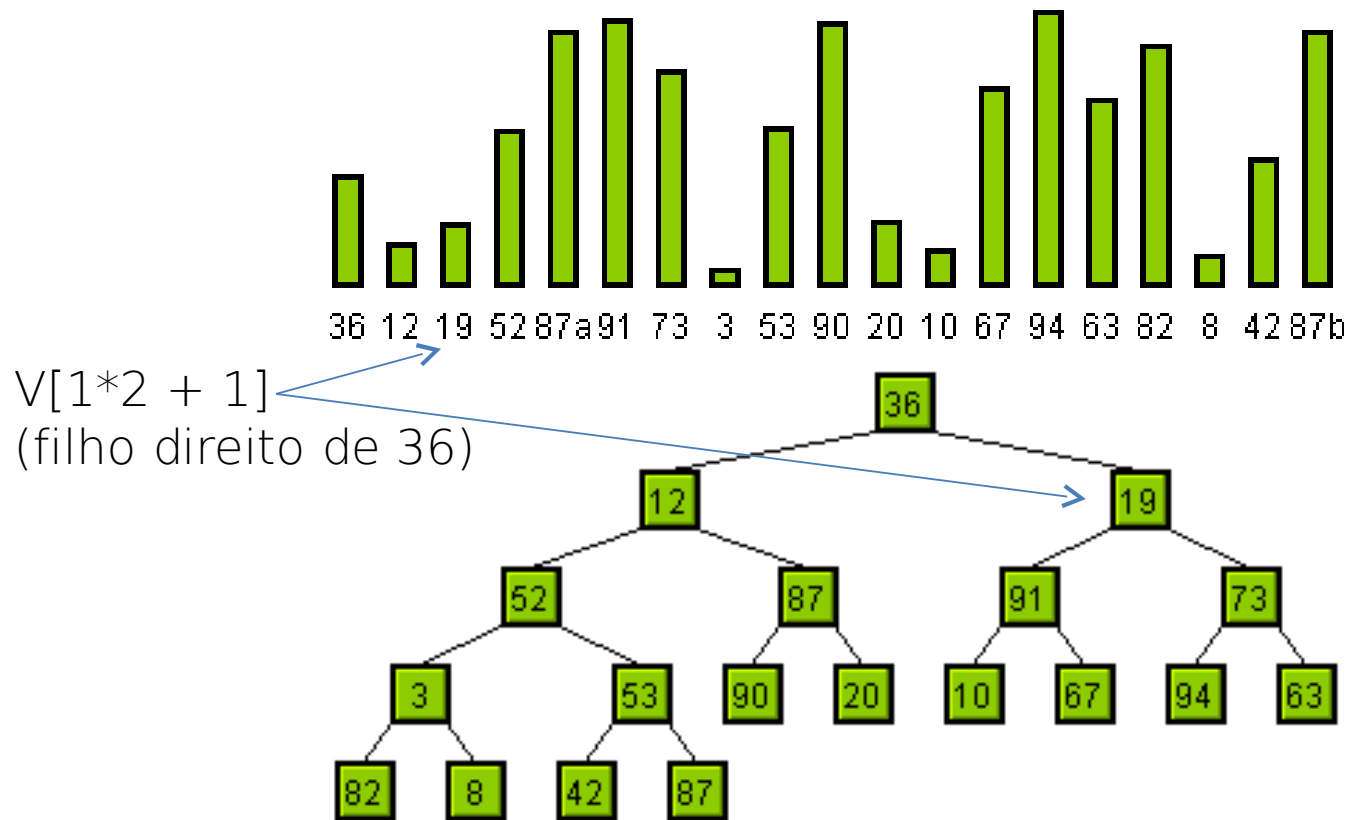 36 12 19 52 87a 91 73 3 53 90 20 10 67 94 63 82 8 42 87b
V[1*2 + 1]
(filho direito de 36)
36
12 19
52 87 91 73
3 53 90 20 10 67 94 63
82 8 42 87